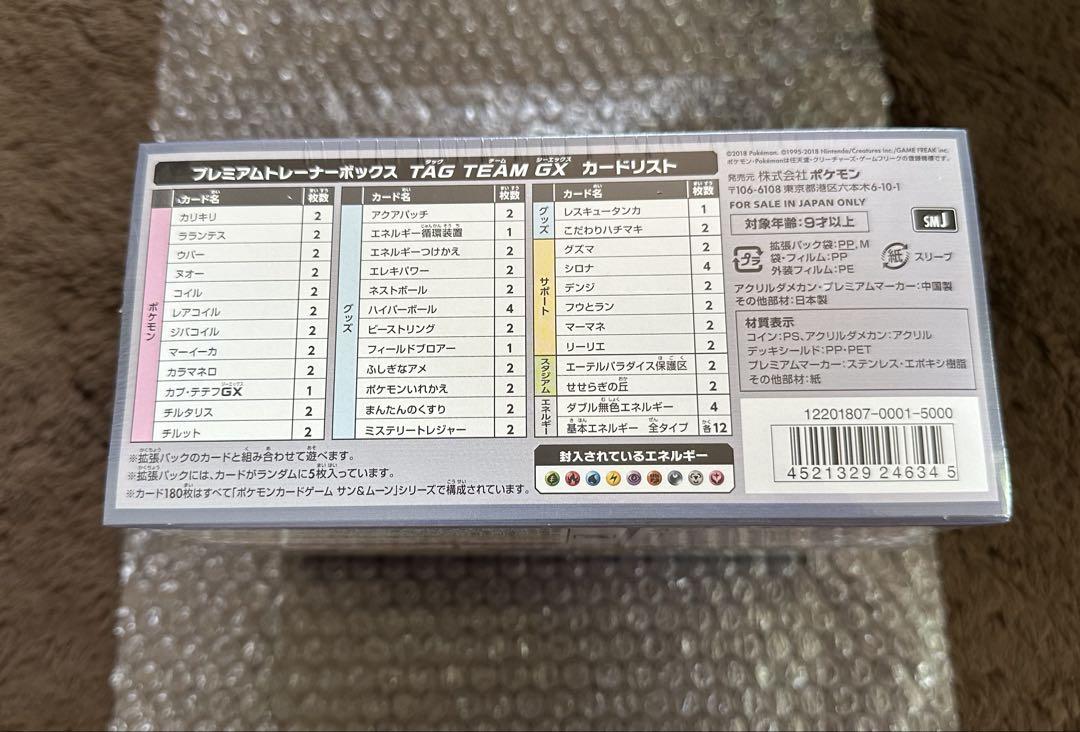 プレミアムトレーナーボックス TAG TEAM GX カードリスト
カード名 枚数
ポケモン
カリキリ 2
ラランテス 2
ウパー 2
ヌオー 2
コイル 2
レアコイル 2
ジバコイル 2
マーイーカ 2
カラマネロ 2
カプ・テテフGX 1
チルタリス 2
チルット 2
カード名 枚数
グッズ
アクアパッチ 2
エネルギー循環装置 1
エネルギーつけかえ 2
エレキパワー 2
ネストボール 2
ハイパーボール 4
ビーストリング 2
フィールドブロアー 1
ふしぎなアメ 2
ポケモンいれかえ 2
まんたんのくすり 2
ミステリートレジャー 2
カード名 枚数
グッズ
レスキュータンカ 1
こだわりハチマキ 2
サポート
グズマ 2
シロナ 4
デンジ 2
フウとラン 2
マーマネ 2
リーリエ 2
スタジアム
エーテルパラダイス保護区 2
せせらぎの丘 2
エネルギー
ダブル無色エネルギー 4
基本エネルギー 全タイプ 各12
封入されているエネルギー
※拡張パックのカードと組み合わせて遊べます。
※拡張パックには、カードがランダムに5枚入っています。
※カード180枚はすべて「ポケモンカードゲーム サン&ムーン」シリーズで構成されています。
©2018 Pokémon. ©1995-2018 Nintendo/Creatures Inc./GAME FREAK inc.
ポケモン・Pokémonは任天堂・クリーチャーズ・ゲームフリークの登録商標です。
発売元 株式会社ポケモン
〒106-6108 東京都港区六本木6-10-1
FOR SALE IN JAPAN ONLY
対象年齢:9才以上
SMJ
プラ
拡張パック袋:PP,M
袋・フィルム:PP
外装フィルム:PE
紙 スリーブ
アクリルダメカン・プレミアムマーカー:中国製
その他部材:日本製
材質表示
コイン:PS、アクリルダメカン:アクリル
デッキシールド:PP・PET
プレミアムマーカー:ステンレス・エポキシ樹脂
その他部材:紙
12201807-0001-5000
4521329246345